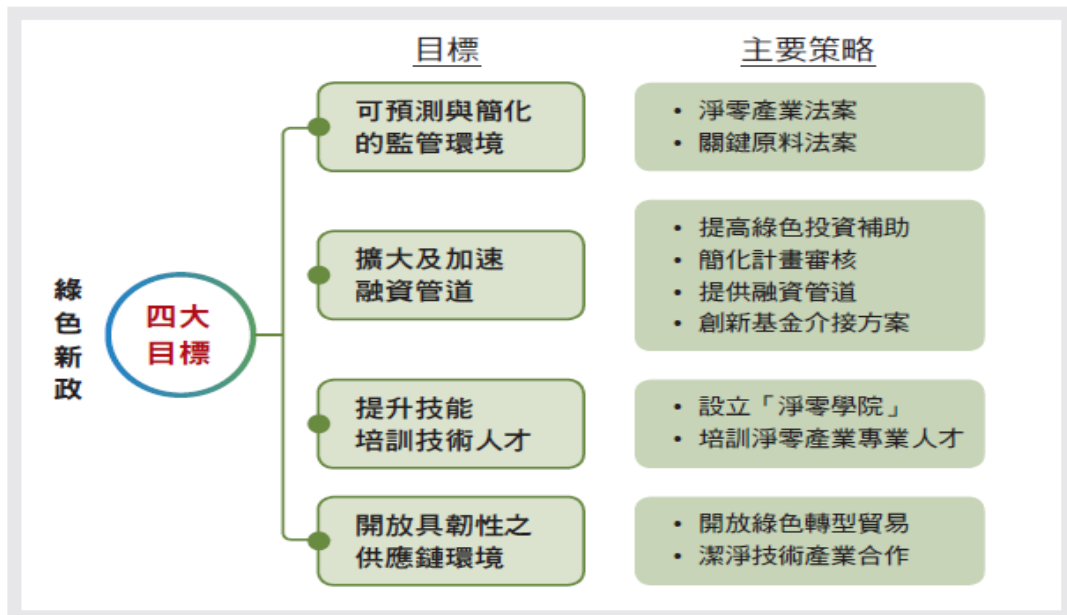 目標
主要策略
綠色新政
四大
目標
可預測與簡化
的監管環境
• 淨零產業法案
• 關鍵原料法案
擴大及加速
融資管道
• 提高綠色投資補助
• 簡化計畫審核
• 提供融資管道
• 創新基金介接方案
提升技能
培訓技術人才
• 設立「淨零學院」
• 培訓淨零產業專業人才
開放具韌性之
供應鏈環境
• 開放綠色轉型貿易
• 潔淨技術產業合作